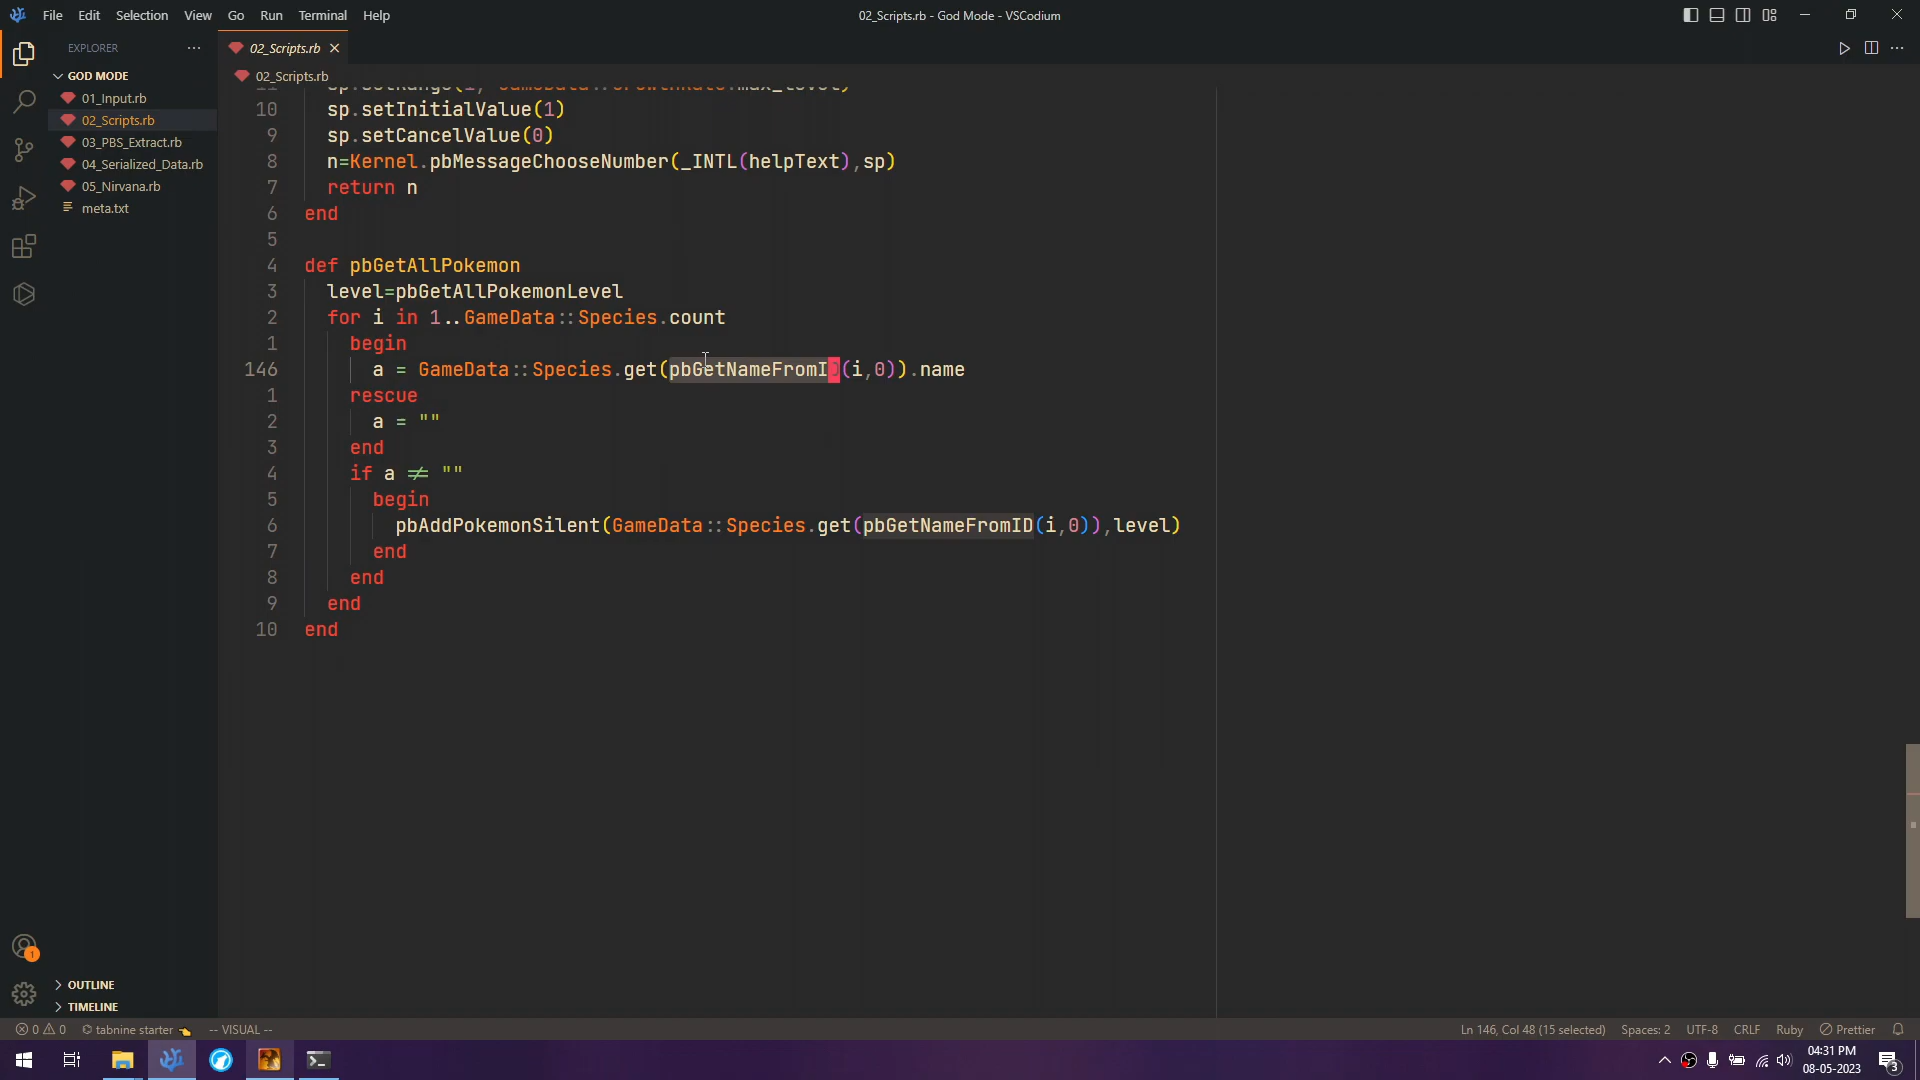 File Edit Selection View Go Run Terminal Help
02_Scripts.rb - God Mode - VSCodium
EXPLORER
GOD MODE
01_Input.rb
02_Scripts.rb
03_PBS_Extract.rb
04_Serialized_Data.rb
05_Nirvana.rb
meta.txt
OUTLINE
TIMELINE
02_Scripts.rb
02_Scripts.rb
10 sp.setInitialValue(1)
9 sp.setCancelValue(0)
8 n=Kernel.pbMessageChooseNumber(_INTL(helpText),sp)
7 return n
6 end
5
4 def pbGetAllPokemon
3 level=pbGetAllPokemonLevel
2 for i in 1..GameData::Species.count
1 begin
146 a = GameData::Species.get(pbGetNameFromID(i,0)).name
1 rescue
2 a = ""
3 end
4 if a ≠ ""
5 begin
6 pbAddPokemonSilent(GameData::Species.get(pbGetNameFromID(i,0)),level)
7 end
8 end
9 end
10 end
0 0 tabnine starter -- VISUAL --
Ln 146, Col 48 (15 selected) Spaces: 2 UTF-8 CRLF Ruby Prettier
04:31 PM
08-05-2023
3
1